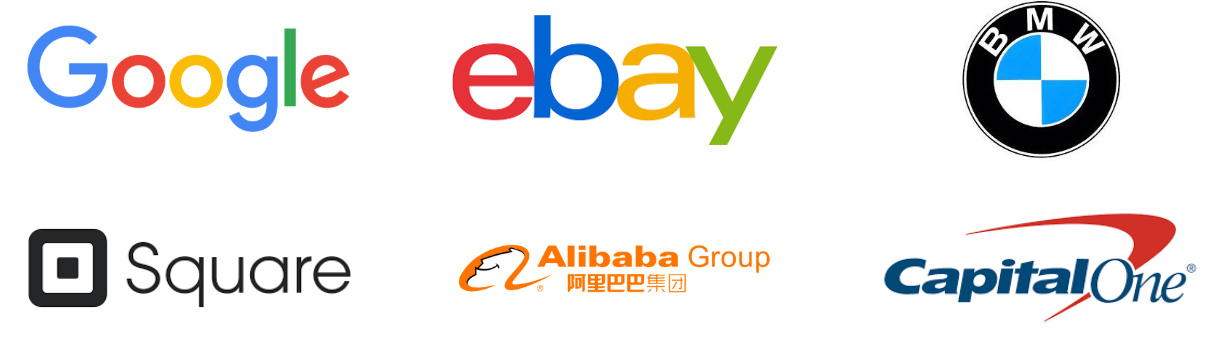 Google
ebay
BMW
Square
Alibaba Group
®
阿里巴巴集团
CapitalOne®